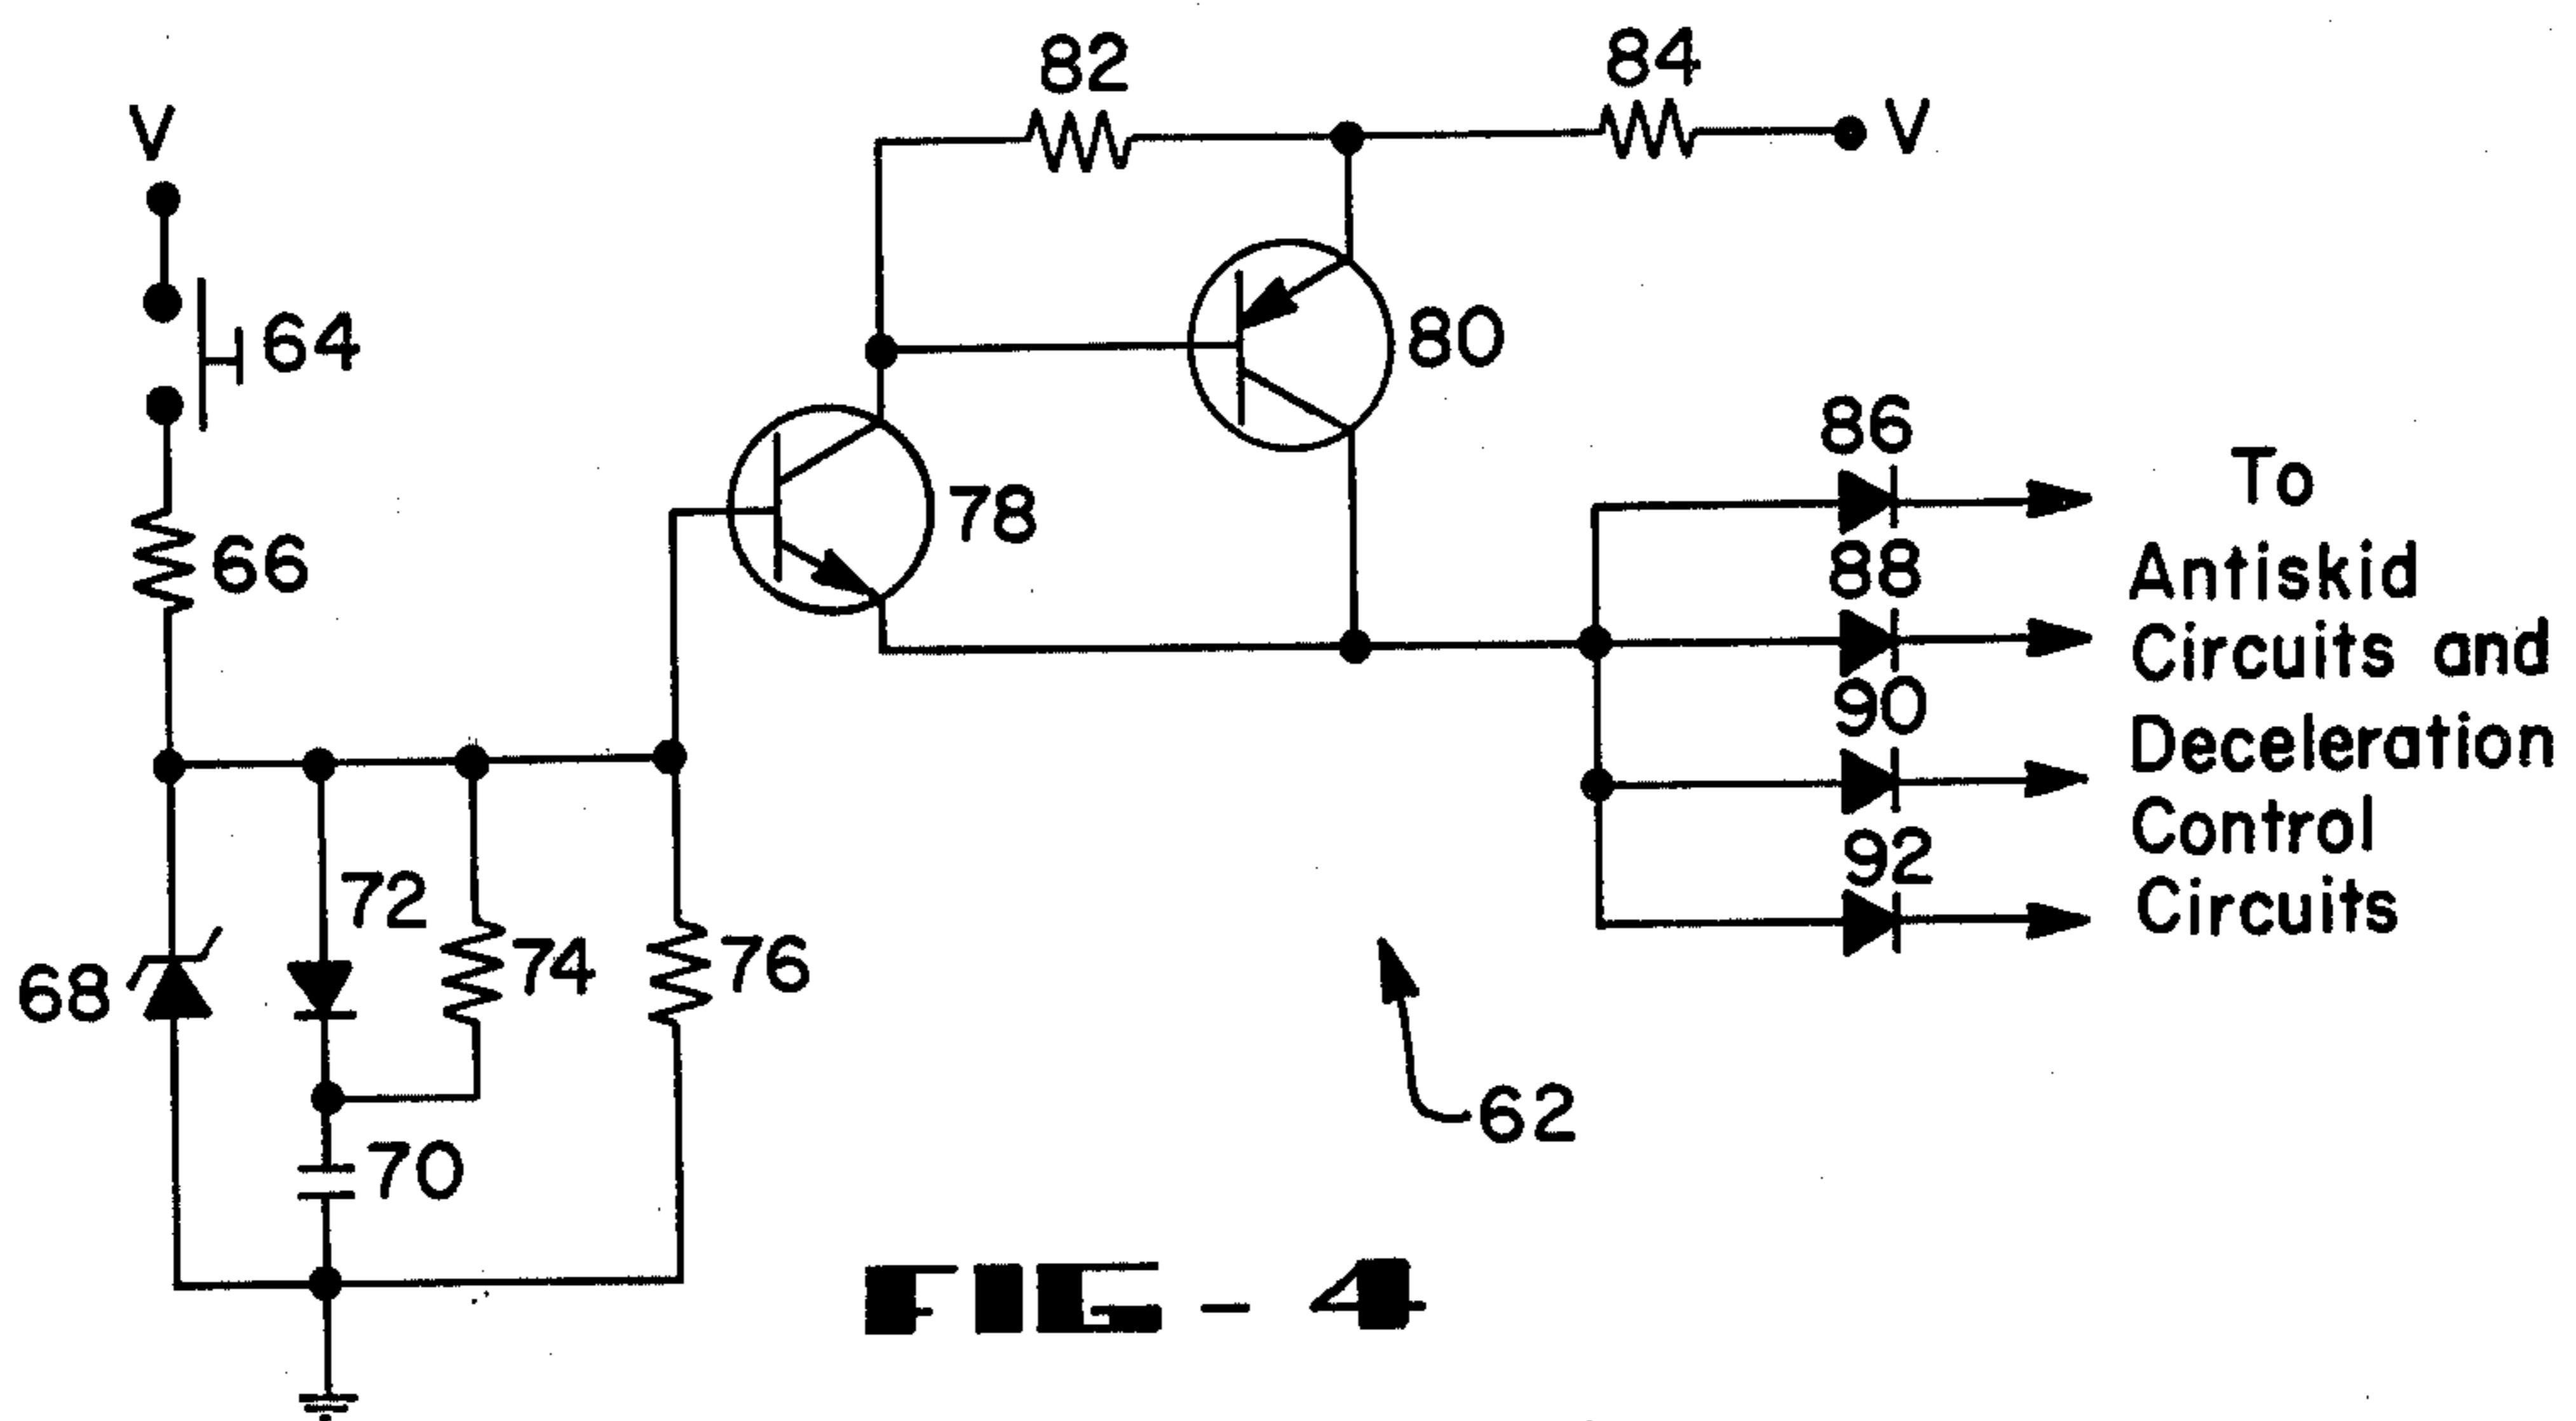 82
84
V
V
64
80
86
To
78
66
88
Antiskid
Circuits and
90
Deceleration
72
92
Control
74
76
68
Circuits
62
70
FIG - 4